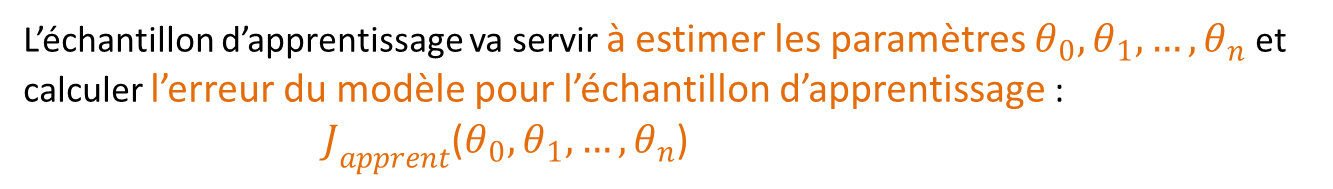 L’échantillon d’apprentissage va servir à estimer les paramètres θ₀, θ₁, … , θₙ et
calculer l’erreur du modèle pour l’échantillon d’apprentissage :
J_apprent(θ₀, θ₁, … , θₙ)